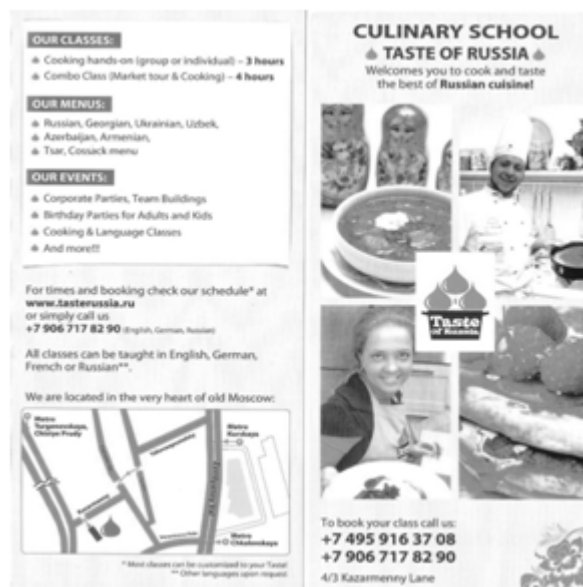 OUR CLASSES:
Cooking hands-on (group or individual) – 3 hours
Combo Class (Market tour & Cooking) – 4 hours
OUR MENUS:
Russian, Georgian, Ukrainian, Uzbek,
Azerbaijan, Armenian,
Tsar, Cossack menu
OUR EVENTS:
Corporate Parties, Team Buildings
Birthday Parties for Adults and Kids
Cooking & Language Classes
And more!!!
For times and booking check our schedule* at
www.tasterussia.ru
or simply call us
+7 906 717 82 90 (English, German, Russian)
All classes can be taught in English, German,
French or Russian**.
We are located in the very heart of old Moscow:
Metro
Turgenevskaya,
Chistye Prudy
Metro
Kurskaya
Metro
Chkalovskaya
* Most classes can be customized to your Taste!
** Other languages upon request
CULINARY SCHOOL
TASTE OF RUSSIA
Welcomes you to cook and taste
the best of Russian cuisine!
Taste
of Russia
To book your class call us:
+7 495 916 37 08
+7 906 717 82 90
4/3 Kazarmenny Lane